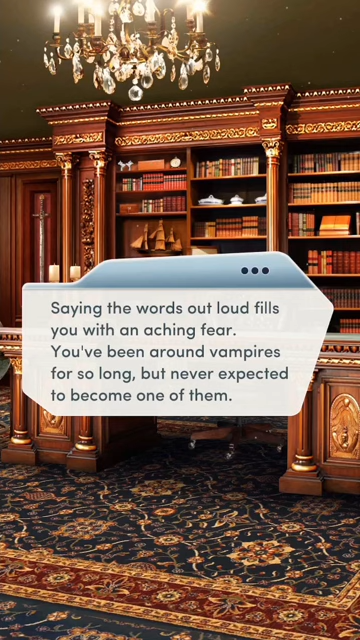 Saying the words out loud fills
you with an aching fear.
You've been around vampires
for so long, but never expected
to become one of them.